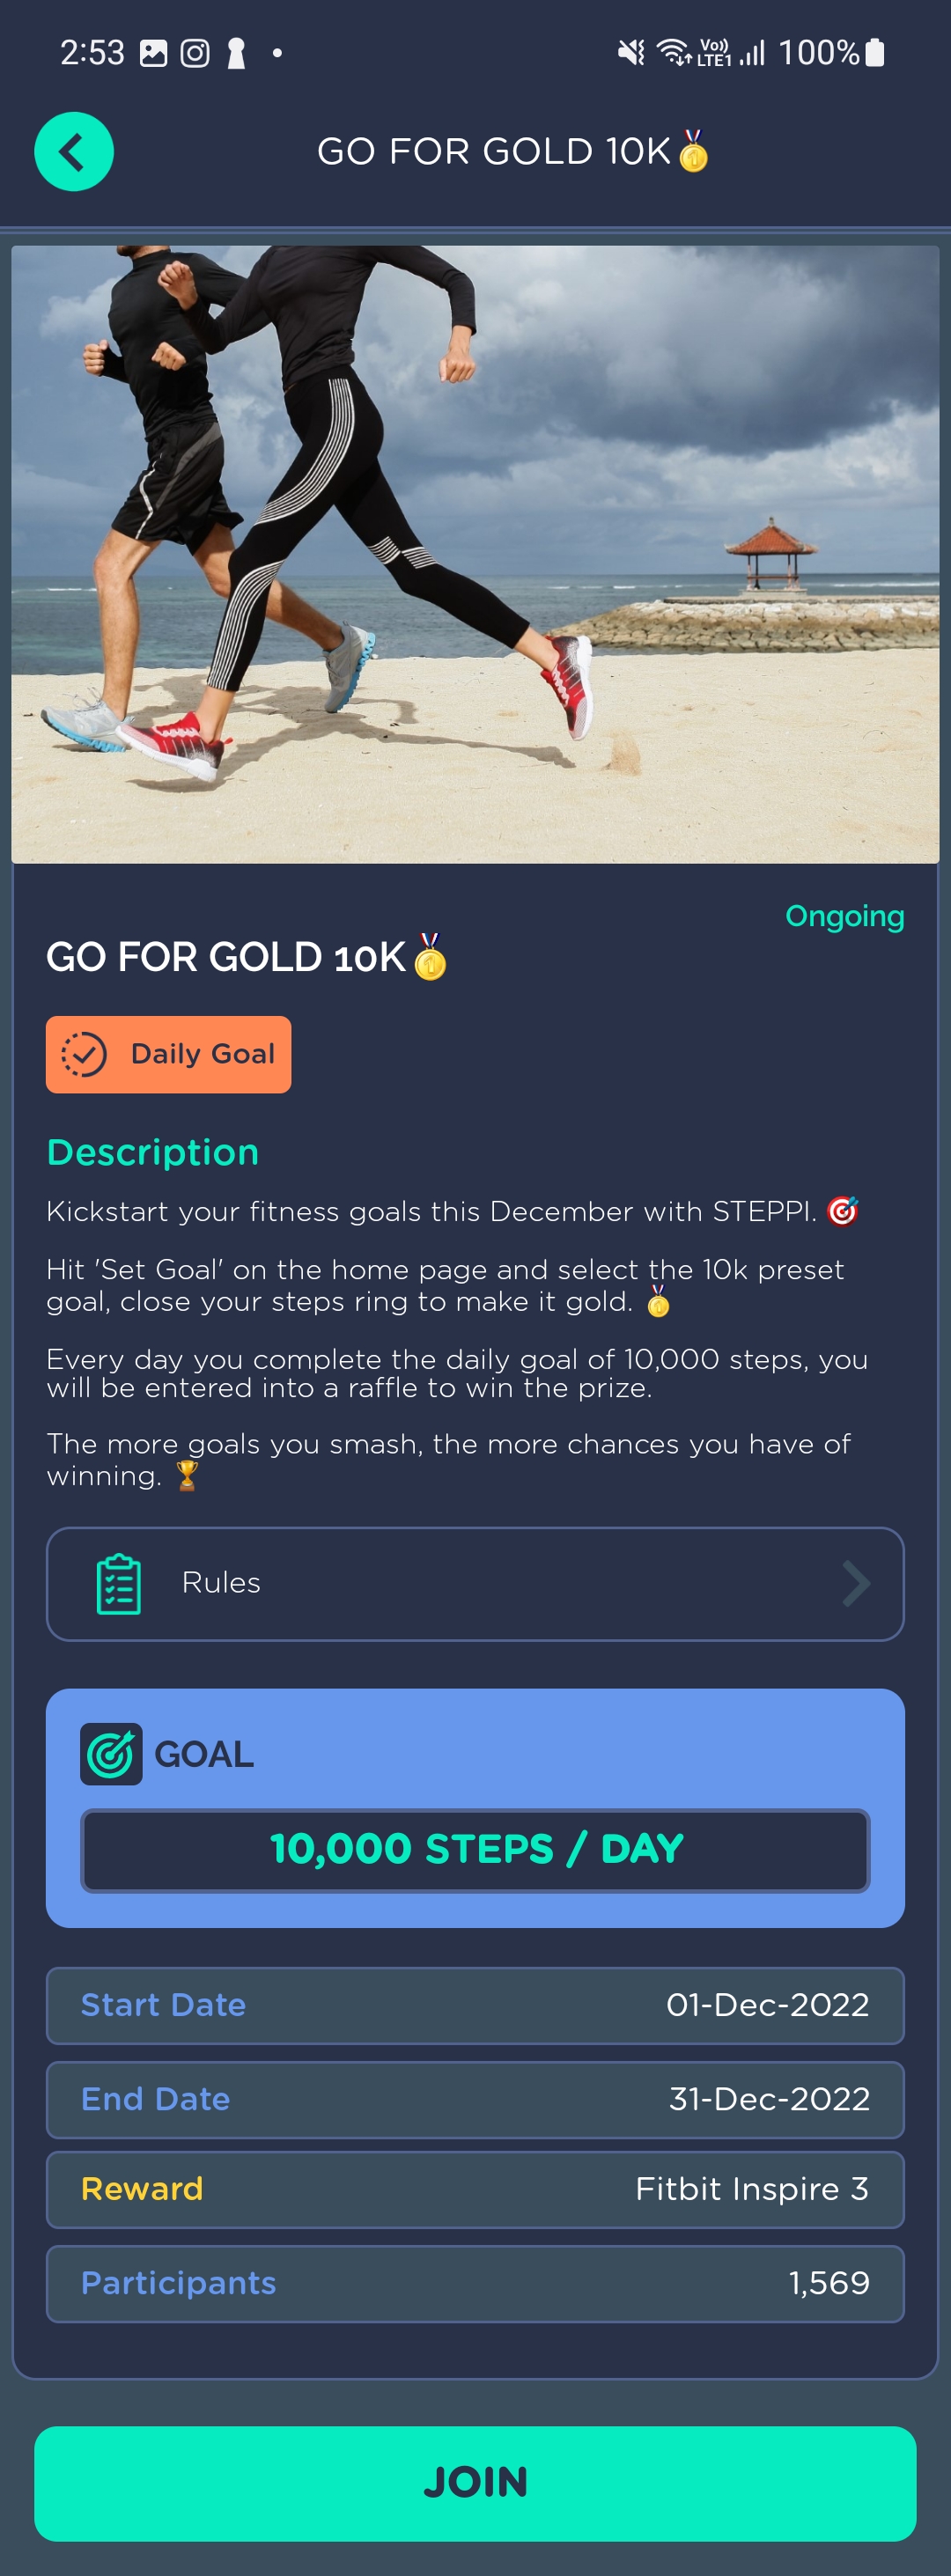 2:53 Vo)) LTE1 100%
GO FOR GOLD 10K🏅
Ongoing
GO FOR GOLD 10K🏅
Daily Goal
Description
Kickstart your fitness goals this December with STEPPI. 🎯
Hit 'Set Goal' on the home page and select the 10k preset
goal, close your steps ring to make it gold. 🏅
Every day you complete the daily goal of 10,000 steps, you
will be entered into a raffle to win the prize.
The more goals you smash, the more chances you have of
winning. 🏆
Rules
GOAL
10,000 STEPS / DAY
Start Date 01-Dec-2022
End Date 31-Dec-2022
Reward Fitbit Inspire 3
Participants 1,569
JOIN